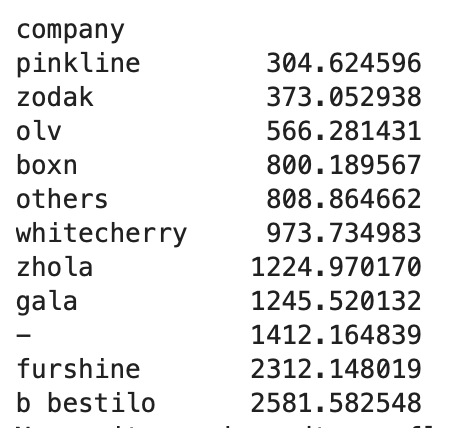 company
pinkline 304.624596
zodak 373.052938
olv 566.281431
boxn 800.189567
others 808.864662
whitecherry 973.734983
zhola 1224.970170
gala 1245.520132
- 1412.164839
furshine 2312.148019
b bestilo 2581.582548